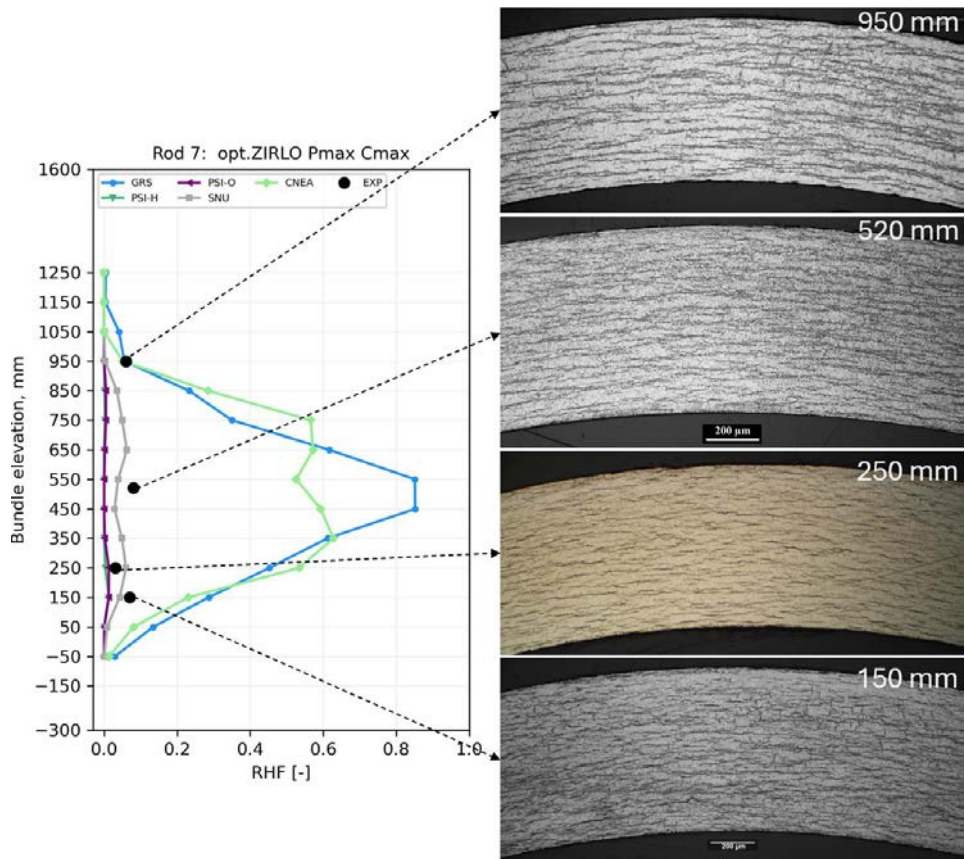 950 mm
Rod 7: opt.ZIRLO Pmax Cmax
GRS PSI-O CNEA EXP
PSI-H SNU
1600
1250
1150
1050
950
850
750
650
550
450
350
250
150
50
−50
−150
−300
Bundle elevation, mm
0.0 0.2 0.4 0.6 0.8 1.0
RHF [-]
520 mm
200 µm
250 mm
150 mm
200 µm